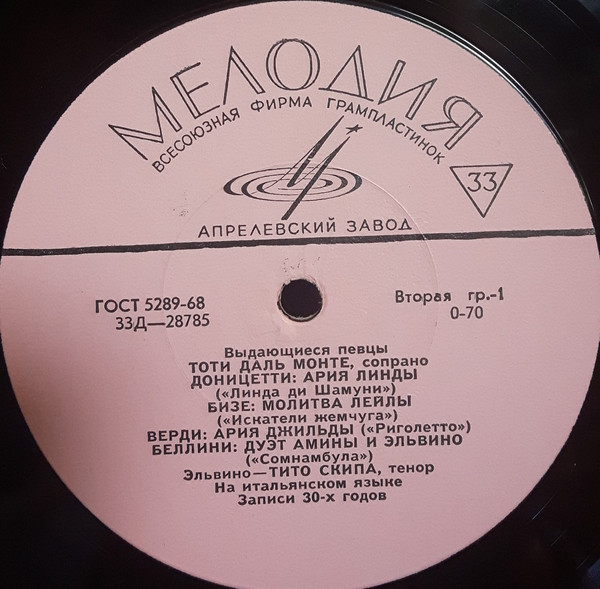 МЕЛОДИЯ
ВСЕСОЮЗНАЯ ФИРМА ГРАМПЛАСТИНОК
33
АПРЕЛЕВСКИЙ ЗАВОД
ГОСТ 5289-68
33Д—28785
Вторая гр.-1
0-70
Выдающиеся певцы
ТОТИ ДАЛЬ МОНТЕ, сопрано
ДОНИЦЕТТИ: АРИЯ ЛИНДЫ
(«Линда ди Шамуни»)
БИЗЕ: МОЛИТВА ЛЕЙЛЫ
(«Искатели жемчуга»)
ВЕРДИ: АРИЯ ДЖИЛЬДЫ («Риголетто»)
БЕЛЛИНИ: ДУЭТ АМИНЫ И ЭЛЬВИНО
(«Сомнамбула»)
Эльвино—ТИТО СКИПА, тенор
На итальянском языке
Записи 30-х годов